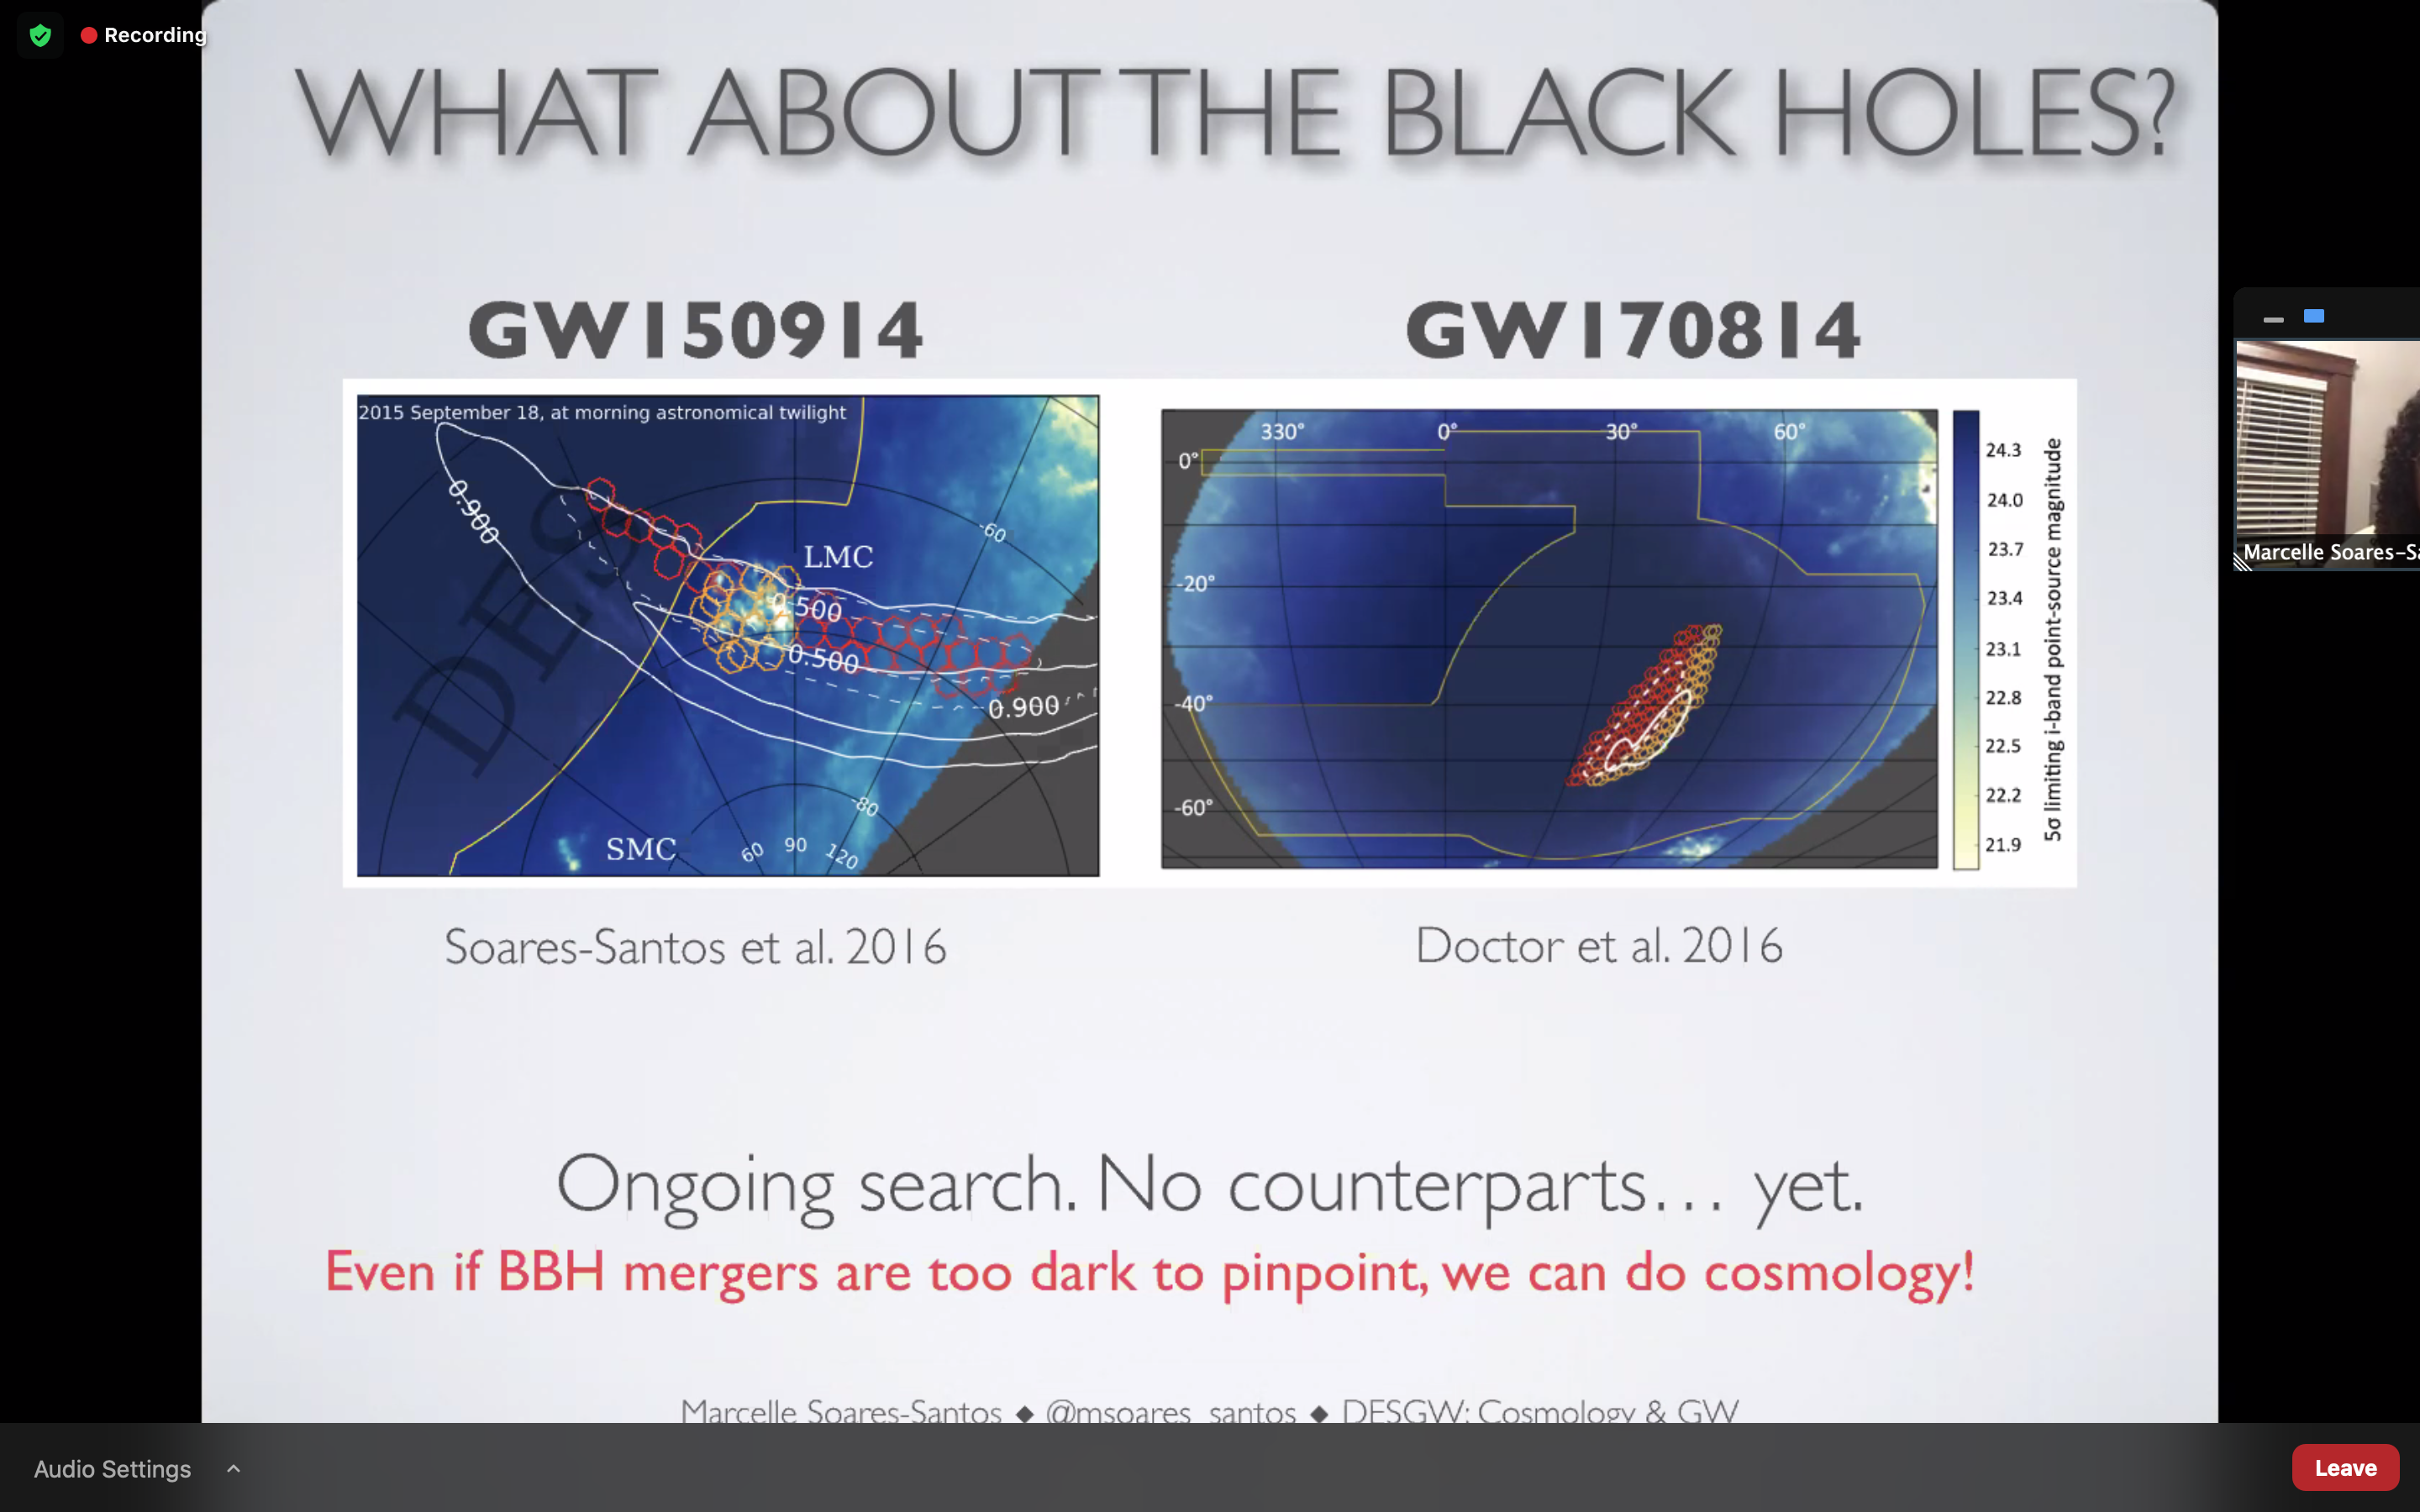 Recording
WHAT ABOUT THE BLACK HOLES?
GW150914
GW170814
2015 September 18, at morning astronomical twilight
0.900
DES
LMC
-60
0.500
0.500
0.900
-80
SMC
60 90 120
330° 0° 30° 60°
0°
-20°
-40°
-60°
24.3
24.0
23.7
23.4
23.1
22.8
22.5
22.2
21.9
5σ limiting i-band point-source magnitude
Marcelle Soares-Sa
Soares-Santos et al. 2016
Doctor et al. 2016
Ongoing search. No counterparts... yet.
Even if BBH mergers are too dark to pinpoint, we can do cosmology!
Marcelle Soares-Santos ◆ @msoares_santos ◆ DESGW: Cosmology & GW
Audio Settings
Leave